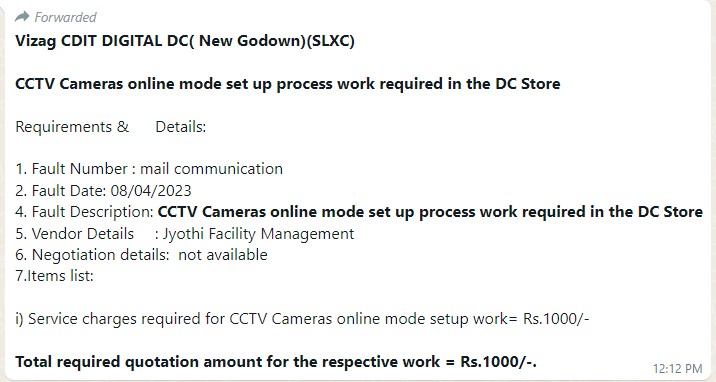 Forwarded
Vizag CDIT DIGITAL DC( New Godown)(SLXC)
CCTV Cameras online mode set up process work required in the DC Store
Requirements & Details:
1. Fault Number : mail communication
2. Fault Date: 08/04/2023
4. Fault Description: CCTV Cameras online mode set up process work required in the DC Store
5. Vendor Details : Jyothi Facility Management
6. Negotiation details: not available
7.Items list:
i) Service charges required for CCTV Cameras online mode setup work= Rs.1000/-
Total required quotation amount for the respective work = Rs.1000/-.
12:12 PM